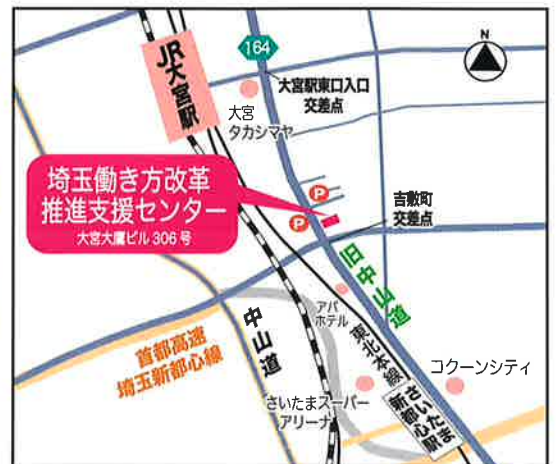 N
164
JR大宮駅
大宮駅東口入口
交差点
大宮
タカシマヤ
埼玉働き方改革
推進支援センター
大宮大鷹ビル 306 号
P
P
吉敷町
交差点
旧中山道
アパ
ホテル
中山道
東北本線
首都高速
埼玉新都心線
コクーンシティ
さいたまスーパー
アリーナ
さいたま
新都心駅